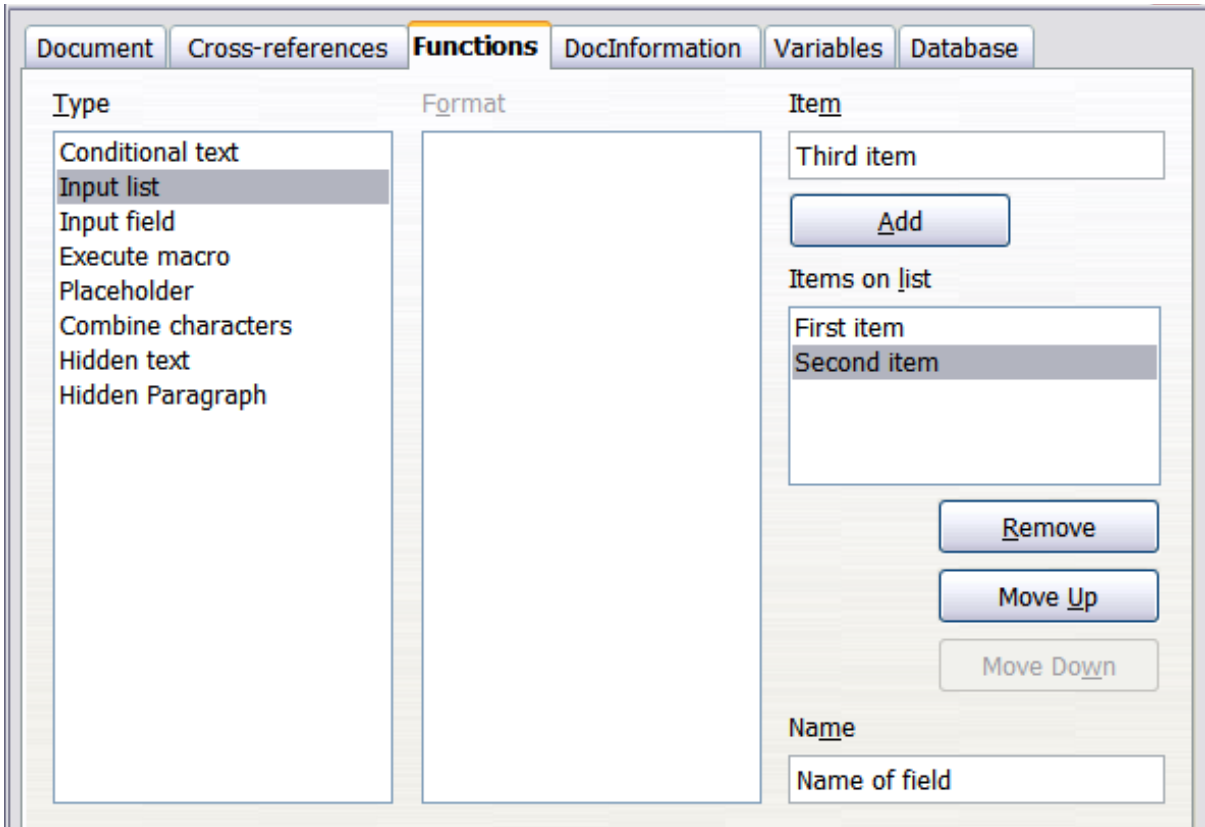 Document Cross-references Functions DocInformation Variables Database
Type
Conditional text
Input list
Input field
Execute macro
Placeholder
Combine characters
Hidden text
Hidden Paragraph
Format
Item
Third item
Add
Items on list
First item
Second item
Remove
Move Up
Move Down
Name
Name of field